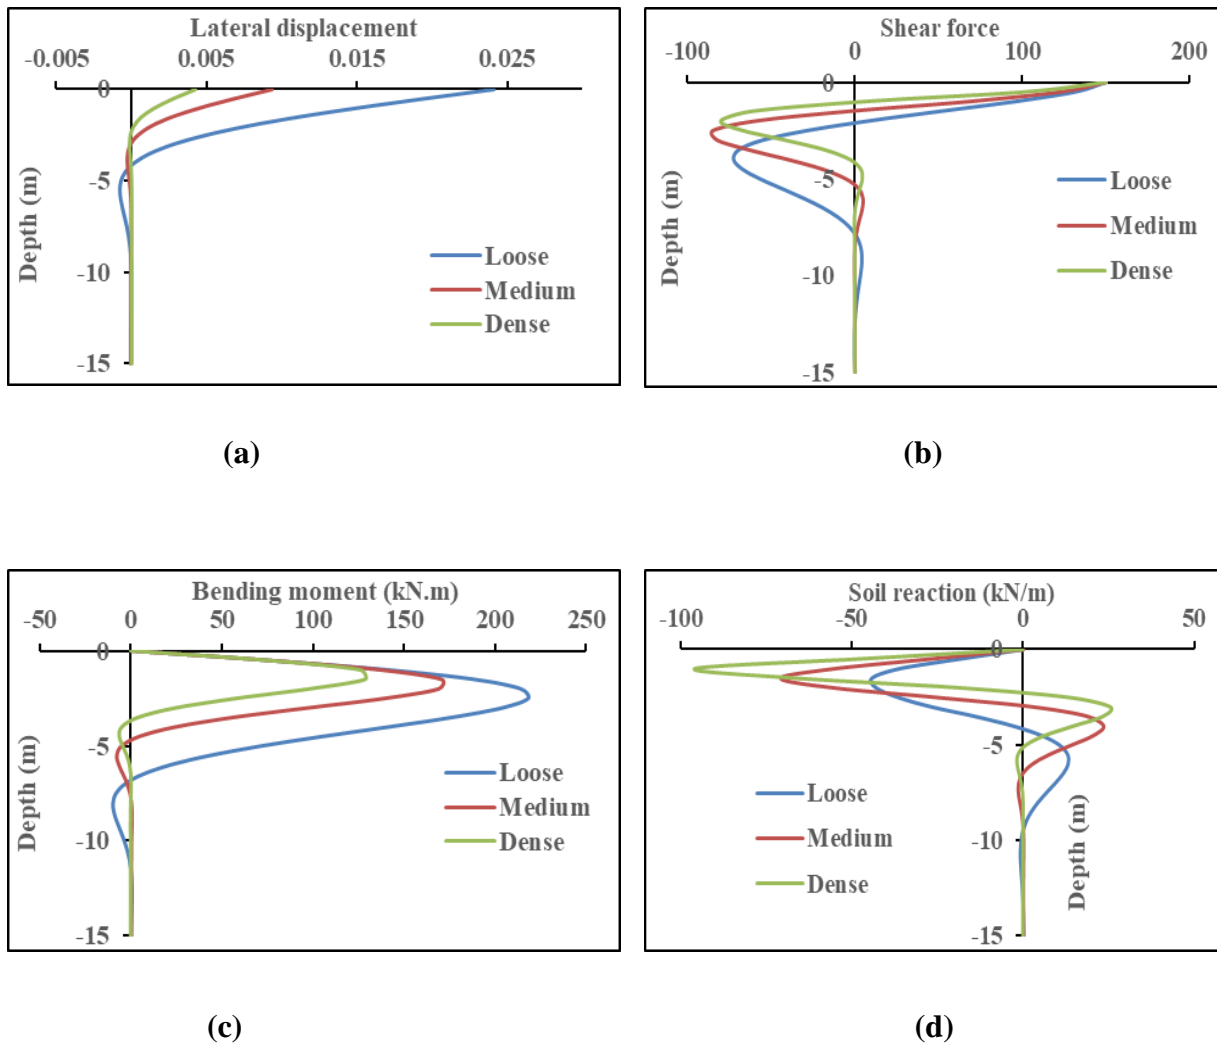 Lateral displacement
-0.005 0.005 0.015 0.025
0
-5
-10
-15
Depth (m)
Loose
Medium
Dense
(a)
Shear force
-100 0 100 200
0
-5
-10
-15
Depth (m)
Loose
Medium
Dense
(b)
Bending moment (kN.m)
-50 0 50 100 150 200 250
0
-5
-10
-15
Depth (m)
Loose
Medium
Dense
(c)
Soil reaction (kN/m)
-100 -50 0 50
0
-5
-10
-15
Depth (m)
Loose
Medium
Dense
(d)